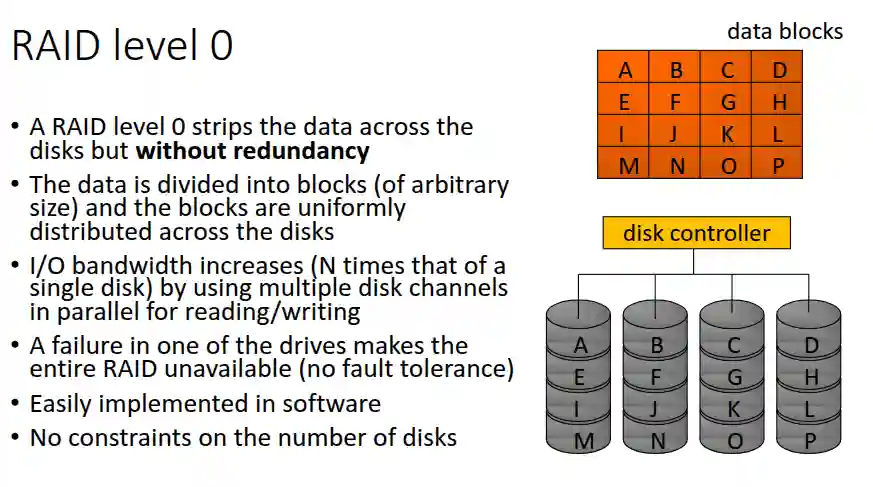 RAID level 0
• A RAID level 0 strips the data across the
disks but without redundancy
• The data is divided into blocks (of arbitrary
size) and the blocks are uniformly
distributed across the disks
• I/O bandwidth increases (N times that of a
single disk) by using multiple disk channels
in parallel for reading/writing
• A failure in one of the drives makes the
entire RAID unavailable (no fault tolerance)
• Easily implemented in software
• No constraints on the number of disks
data blocks
A B C D
E F G H
I J K L
M N O P
disk controller
A B C D
E F G H
I J K L
M N O P